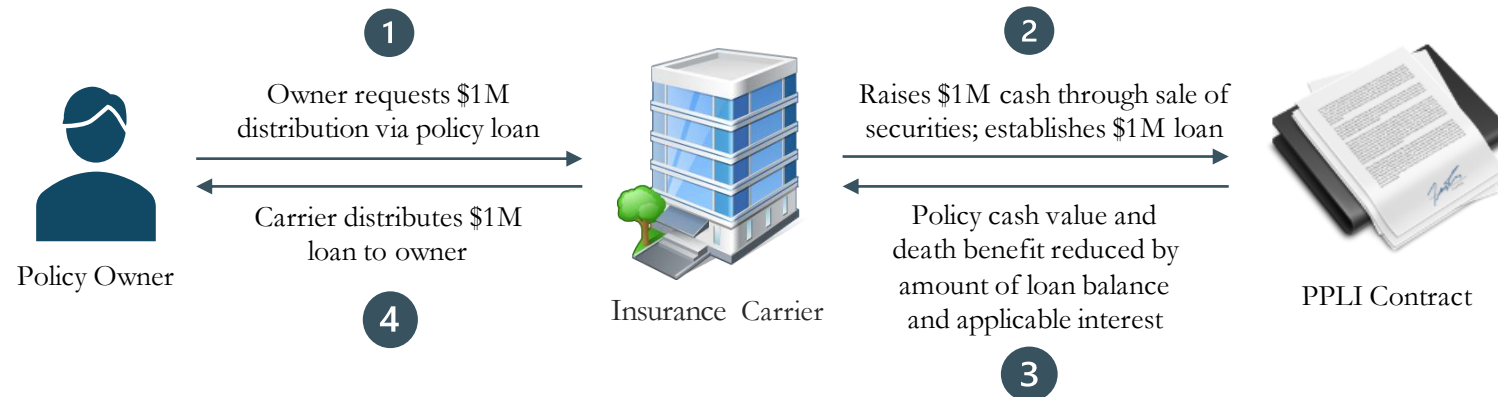 1
Owner requests $1M
distribution via policy loan
Carrier distributes $1M
loan to owner
4
Policy Owner
Insurance Carrier
2
Raises $1M cash through sale of
securities; establishes $1M loan
Policy cash value and
death benefit reduced by
amount of loan balance
and applicable interest
3
PPLI Contract